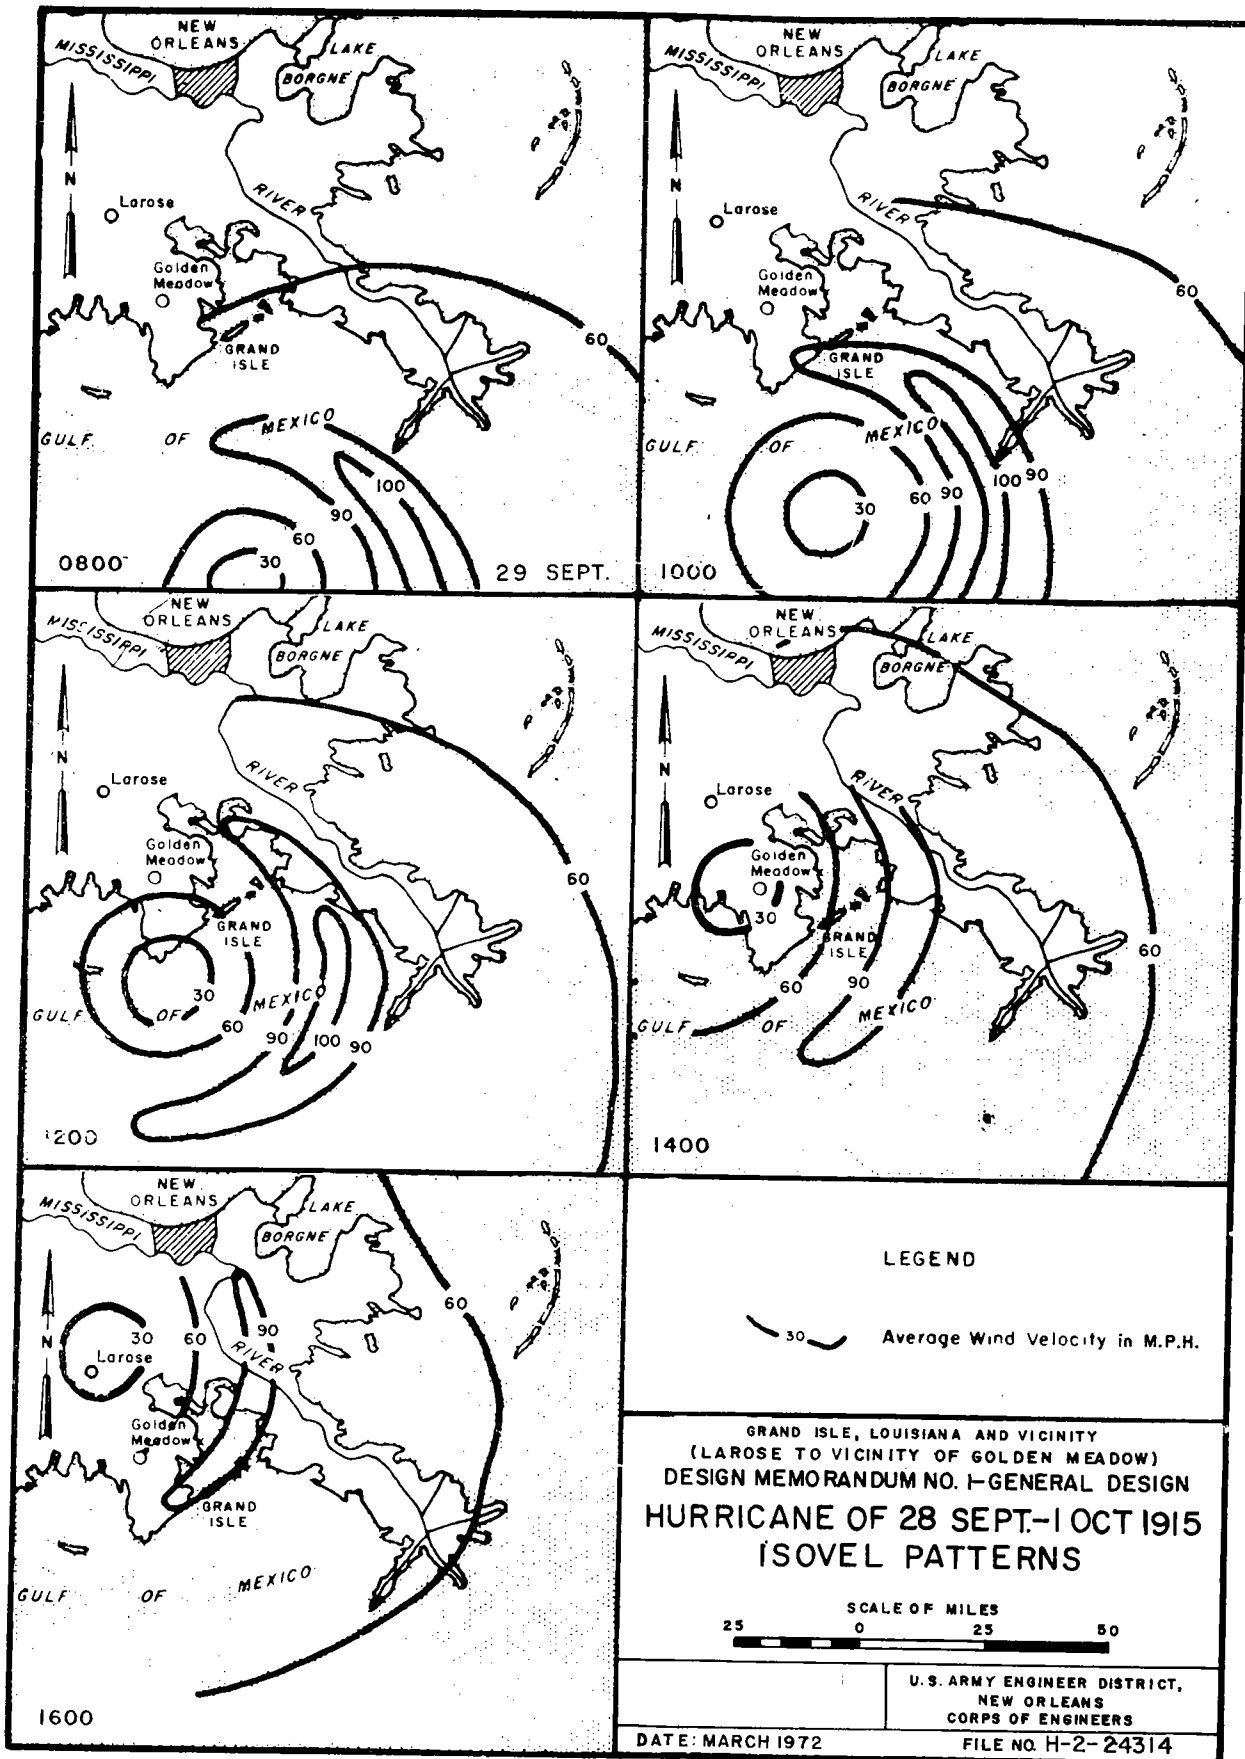 NEW
ORLEANS
MISSISSIPPI
LAKE
BORGNE
N
RIVER
Larose
Golden
Meadow
60
GRAND
ISLE
GULF OF MEXICO
100
90
60
30
0800
29 SEPT.
NEW
ORLEANS
MISSISSIPPI
LAKE
BORGNE
N
RIVER
Larose
Golden
Meadow
60
GRAND
ISLE
GULF OF MEXICO
30
60
90
100
90
1000
NEW
ORLEANS
MISSISSIPPI
LAKE
BORGNE
N
RIVER
Larose
Golden
Meadow
60
GRAND
ISLE
GULF OF MEXICO
30
60
90
100
90
1200
NEW
ORLEANS
MISSISSIPPI
LAKE
BORGNE
N
RIVER
Larose
Golden
Meadow
30
GRAND
ISLE
60
60
90
GULF OF MEXICO
1400
NEW
ORLEANS
MISSISSIPPI
LAKE
BORGNE
60
N
30
60
90
RIVER
Larose
Golden
Meadow
GRAND
ISLE
GULF OF MEXICO
1600
LEGEND
30 Average Wind Velocity in M.P.H.
GRAND ISLE, LOUISIANA AND VICINITY
(LAROSE TO VICINITY OF GOLDEN MEADOW)
DESIGN MEMORANDUM NO. 1-GENERAL DESIGN
HURRICANE OF 28 SEPT.-1 OCT 1915
ISOVEL PATTERNS
SCALE OF MILES
25 0 25 50
U.S. ARMY ENGINEER DISTRICT,
NEW ORLEANS
CORPS OF ENGINEERS
DATE: MARCH 1972
FILE NO. H-2-24314